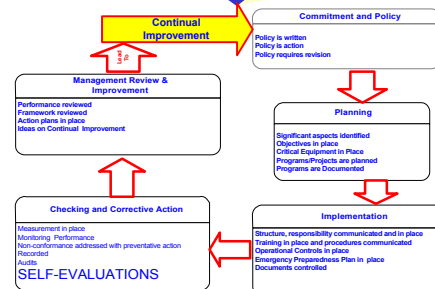 Continual
Improvement
Commitment and Policy
Policy is written
Policy is action
Policy requires revision
Planning
Significant aspects identified
Objectives in place
Critical Equipment in Place
Programs/Projects are planned
Programs are Documented
Implementation
Structure, responsibility communicated and in place
Training in place and procedures communicated
Operational Controls in place
Emergency Preparedness Plan in place
Documents controlled
Checking and Corrective Action
Measurement in place
Monitoring Performance
Non-conformance addressed with preventative action
Recorded
Audits
SELF-EVALUATIONS
Management Review &
Improvement
Performance reviewed
Framework reviewed
Action plans in place
Ideas on Continual Improvement
Lead
To